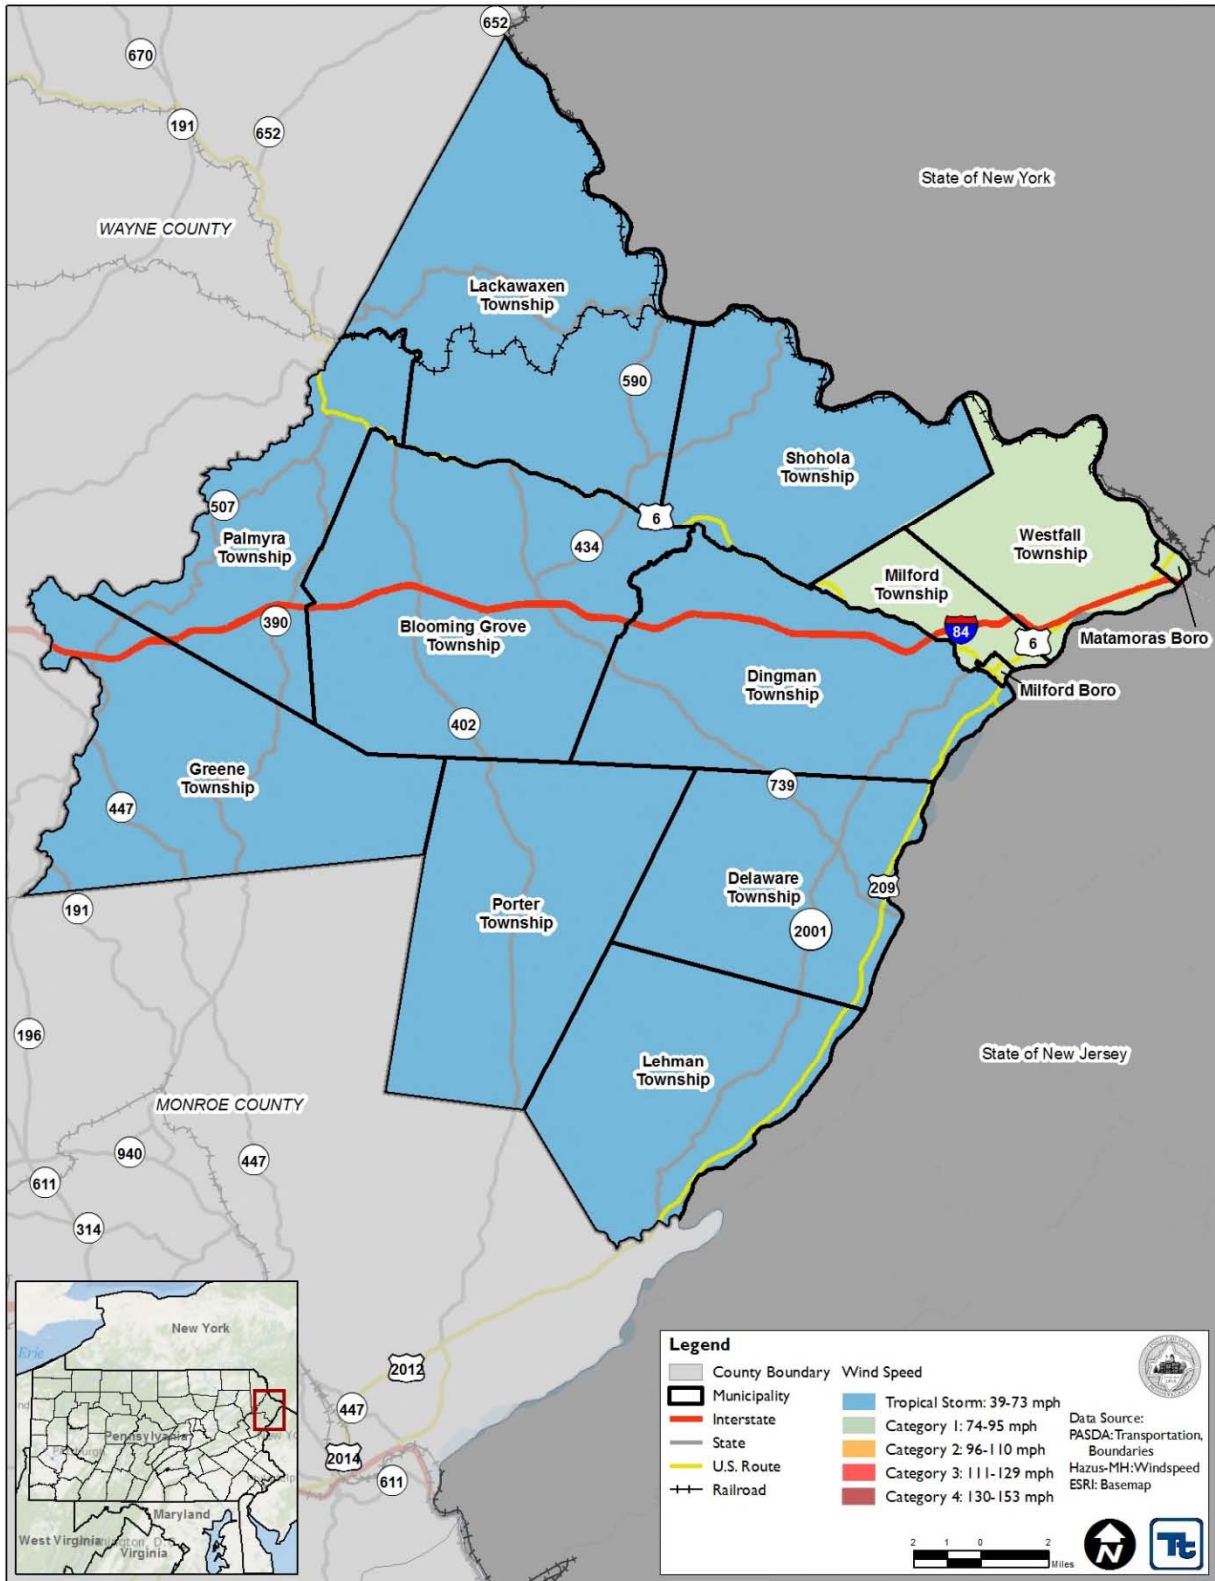 652
670
191
652
State of New York
WAYNE COUNTY
Lackawaxen
Township
590
Shohola
Township
507
6
Palmyra
Township
434
Westfall
Township
Milford
Township
390
Blooming Grove
Township
84
6
Matamoras Boro
Dingman
Township
Milford Boro
402
Greene
Township
739
447
Delaware
Township
209
Porter
Township
191
2001
196
State of New Jersey
Lehman
Township
MONROE COUNTY
940
447
611
314
2012
447
2014
611
New York
Erie
Pennsylvania
Maryland
West Virginia
Virginia
Legend
County Boundary
Municipality
Interstate
State
U.S. Route
Railroad
Wind Speed
Tropical Storm: 39-73 mph
Category 1: 74-95 mph
Category 2: 96-110 mph
Category 3: 111-129 mph
Category 4: 130-153 mph
Data Source:
PASDA: Transportation,
Boundaries
Hazus-MH: Windspeed
ESRI: Basemap
2 1 0 2
Miles
N
Tt